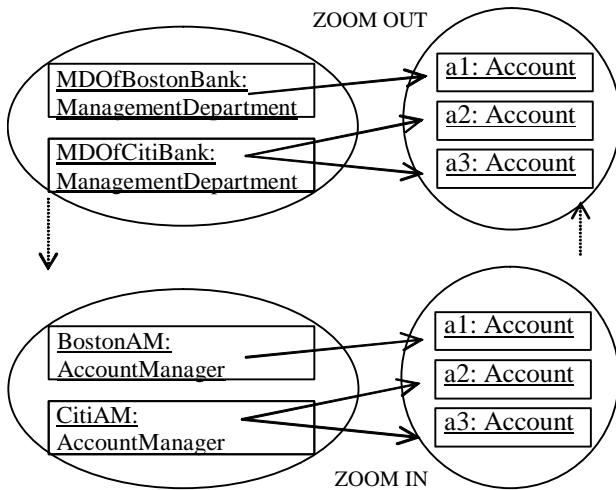 ZOOM OUT
MDOfBostonBank:
ManagementDepartment
MDOfCitiBank:
ManagementDepartment
a1: Account
a2: Account
a3: Account
BostonAM:
AccountManager
CitiAM:
AccountManager
a1: Account
a2: Account
a3: Account
ZOOM IN